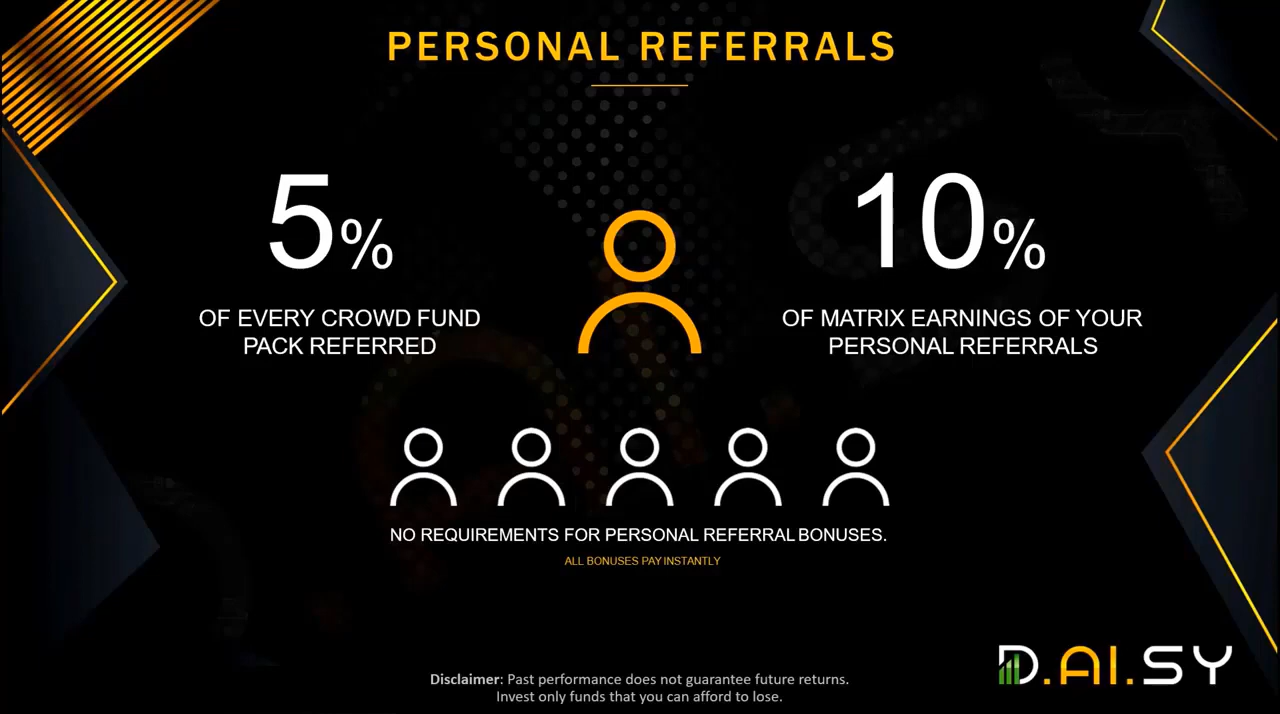 PERSONAL REFERRALS
5%
OF EVERY CROWD FUND
PACK REFERRED
10%
OF MATRIX EARNINGS OF YOUR
PERSONAL REFERRALS
NO REQUIREMENTS FOR PERSONAL REFERRAL BONUSES.
ALL BONUSES PAY INSTANTLY
Disclaimer: Past performance does not guarantee future returns.
Invest only funds that you can afford to lose.
D.AI.SY